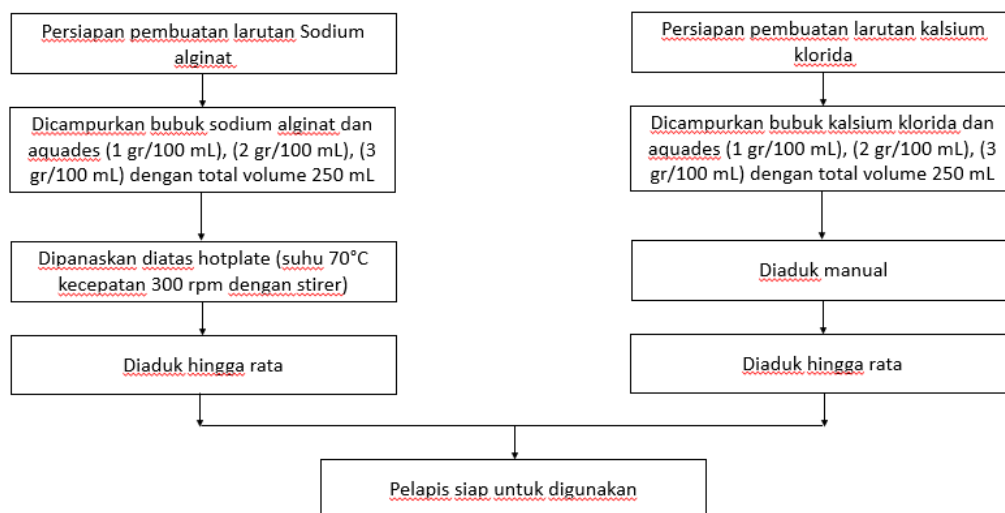 Persiapan pembuatan larutan Sodium
alginat
Dicampurkan bubuk sodium alginat dan
aquades (1 gr/100 mL), (2 gr/100 mL), (3
gr/100 mL) dengan total volume 250 mL
Dipanaskan diatas hotplate (suhu 70°C
kecepatan 300 rpm dengan stirer)
Diaduk hingga rata
Persiapan pembuatan larutan kalsium
klorida
Dicampurkan bubuk kalsium klorida dan
aquades (1 gr/100 mL), (2 gr/100 mL), (3
gr/100 mL) dengan total volume 250 mL
Diaduk manual
Diaduk hingga rata
Pelapis siap untuk digunakan